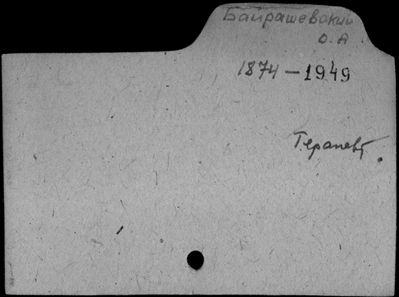 Байрашевский
О. А
1874-1949
Терапевт.